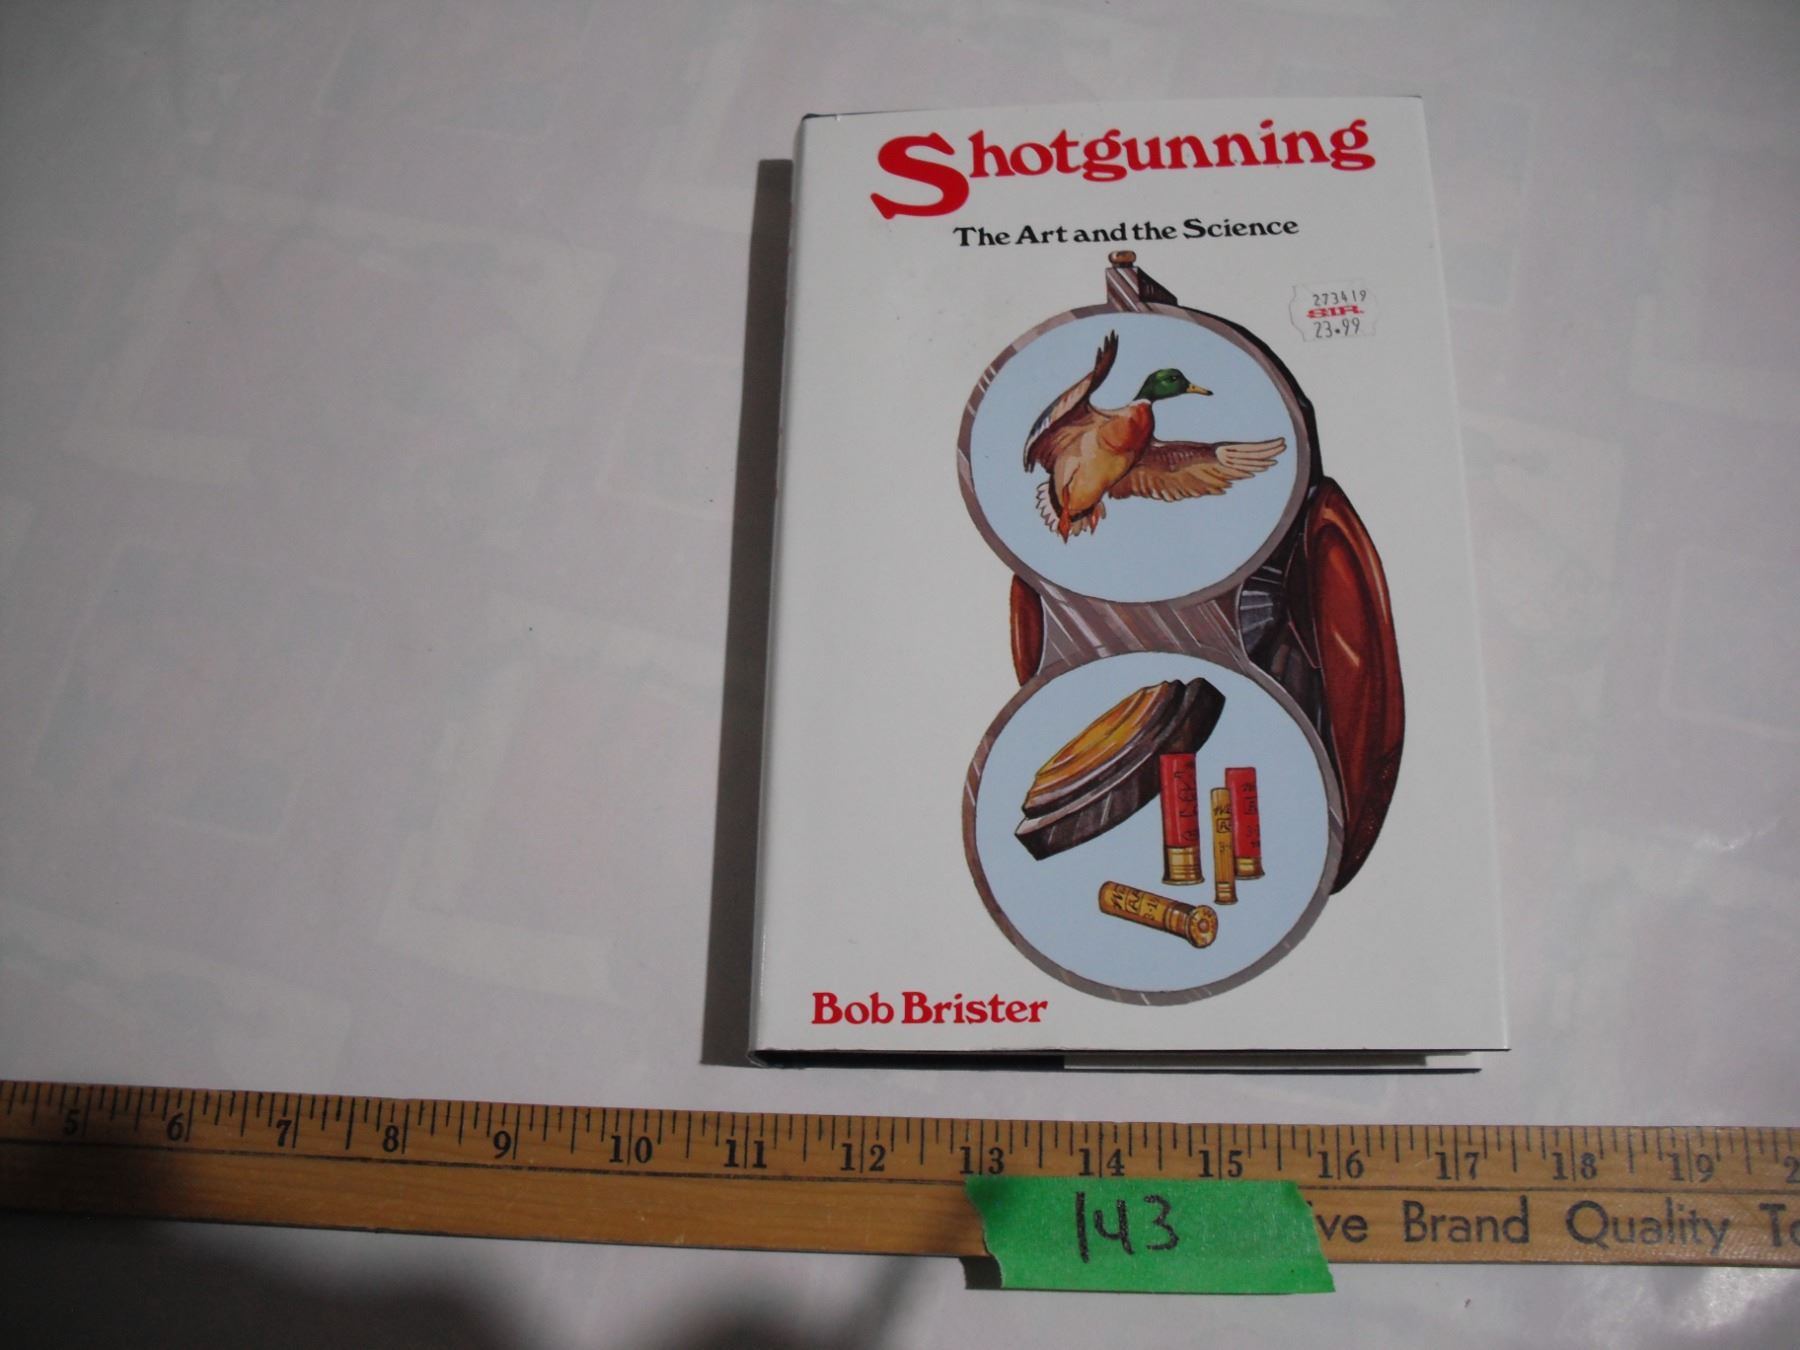 Shotgunning
The Art and the Science
273419
SIR.
23.99
Bob Brister
5 6 7 8 9 10 11 12 13 14 15 16 17 18 19
143
ve Brand Quality